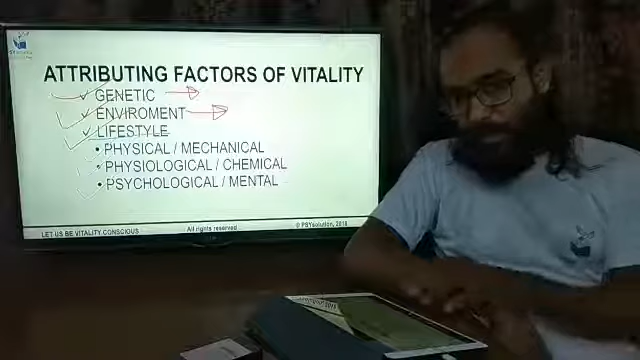 ATTRIBUTING FACTORS OF VITALITY
✓ GENETIC
✓ ENVIROMENT
✓ LIFESTYLE
• PHYSICAL / MECHANICAL
• PHYSIOLOGICAL / CHEMICAL
• PSYCHOLOGICAL / MENTAL
LET US BE VITALITY CONSCIOUS All rights reserved © PSYsolution, 2018